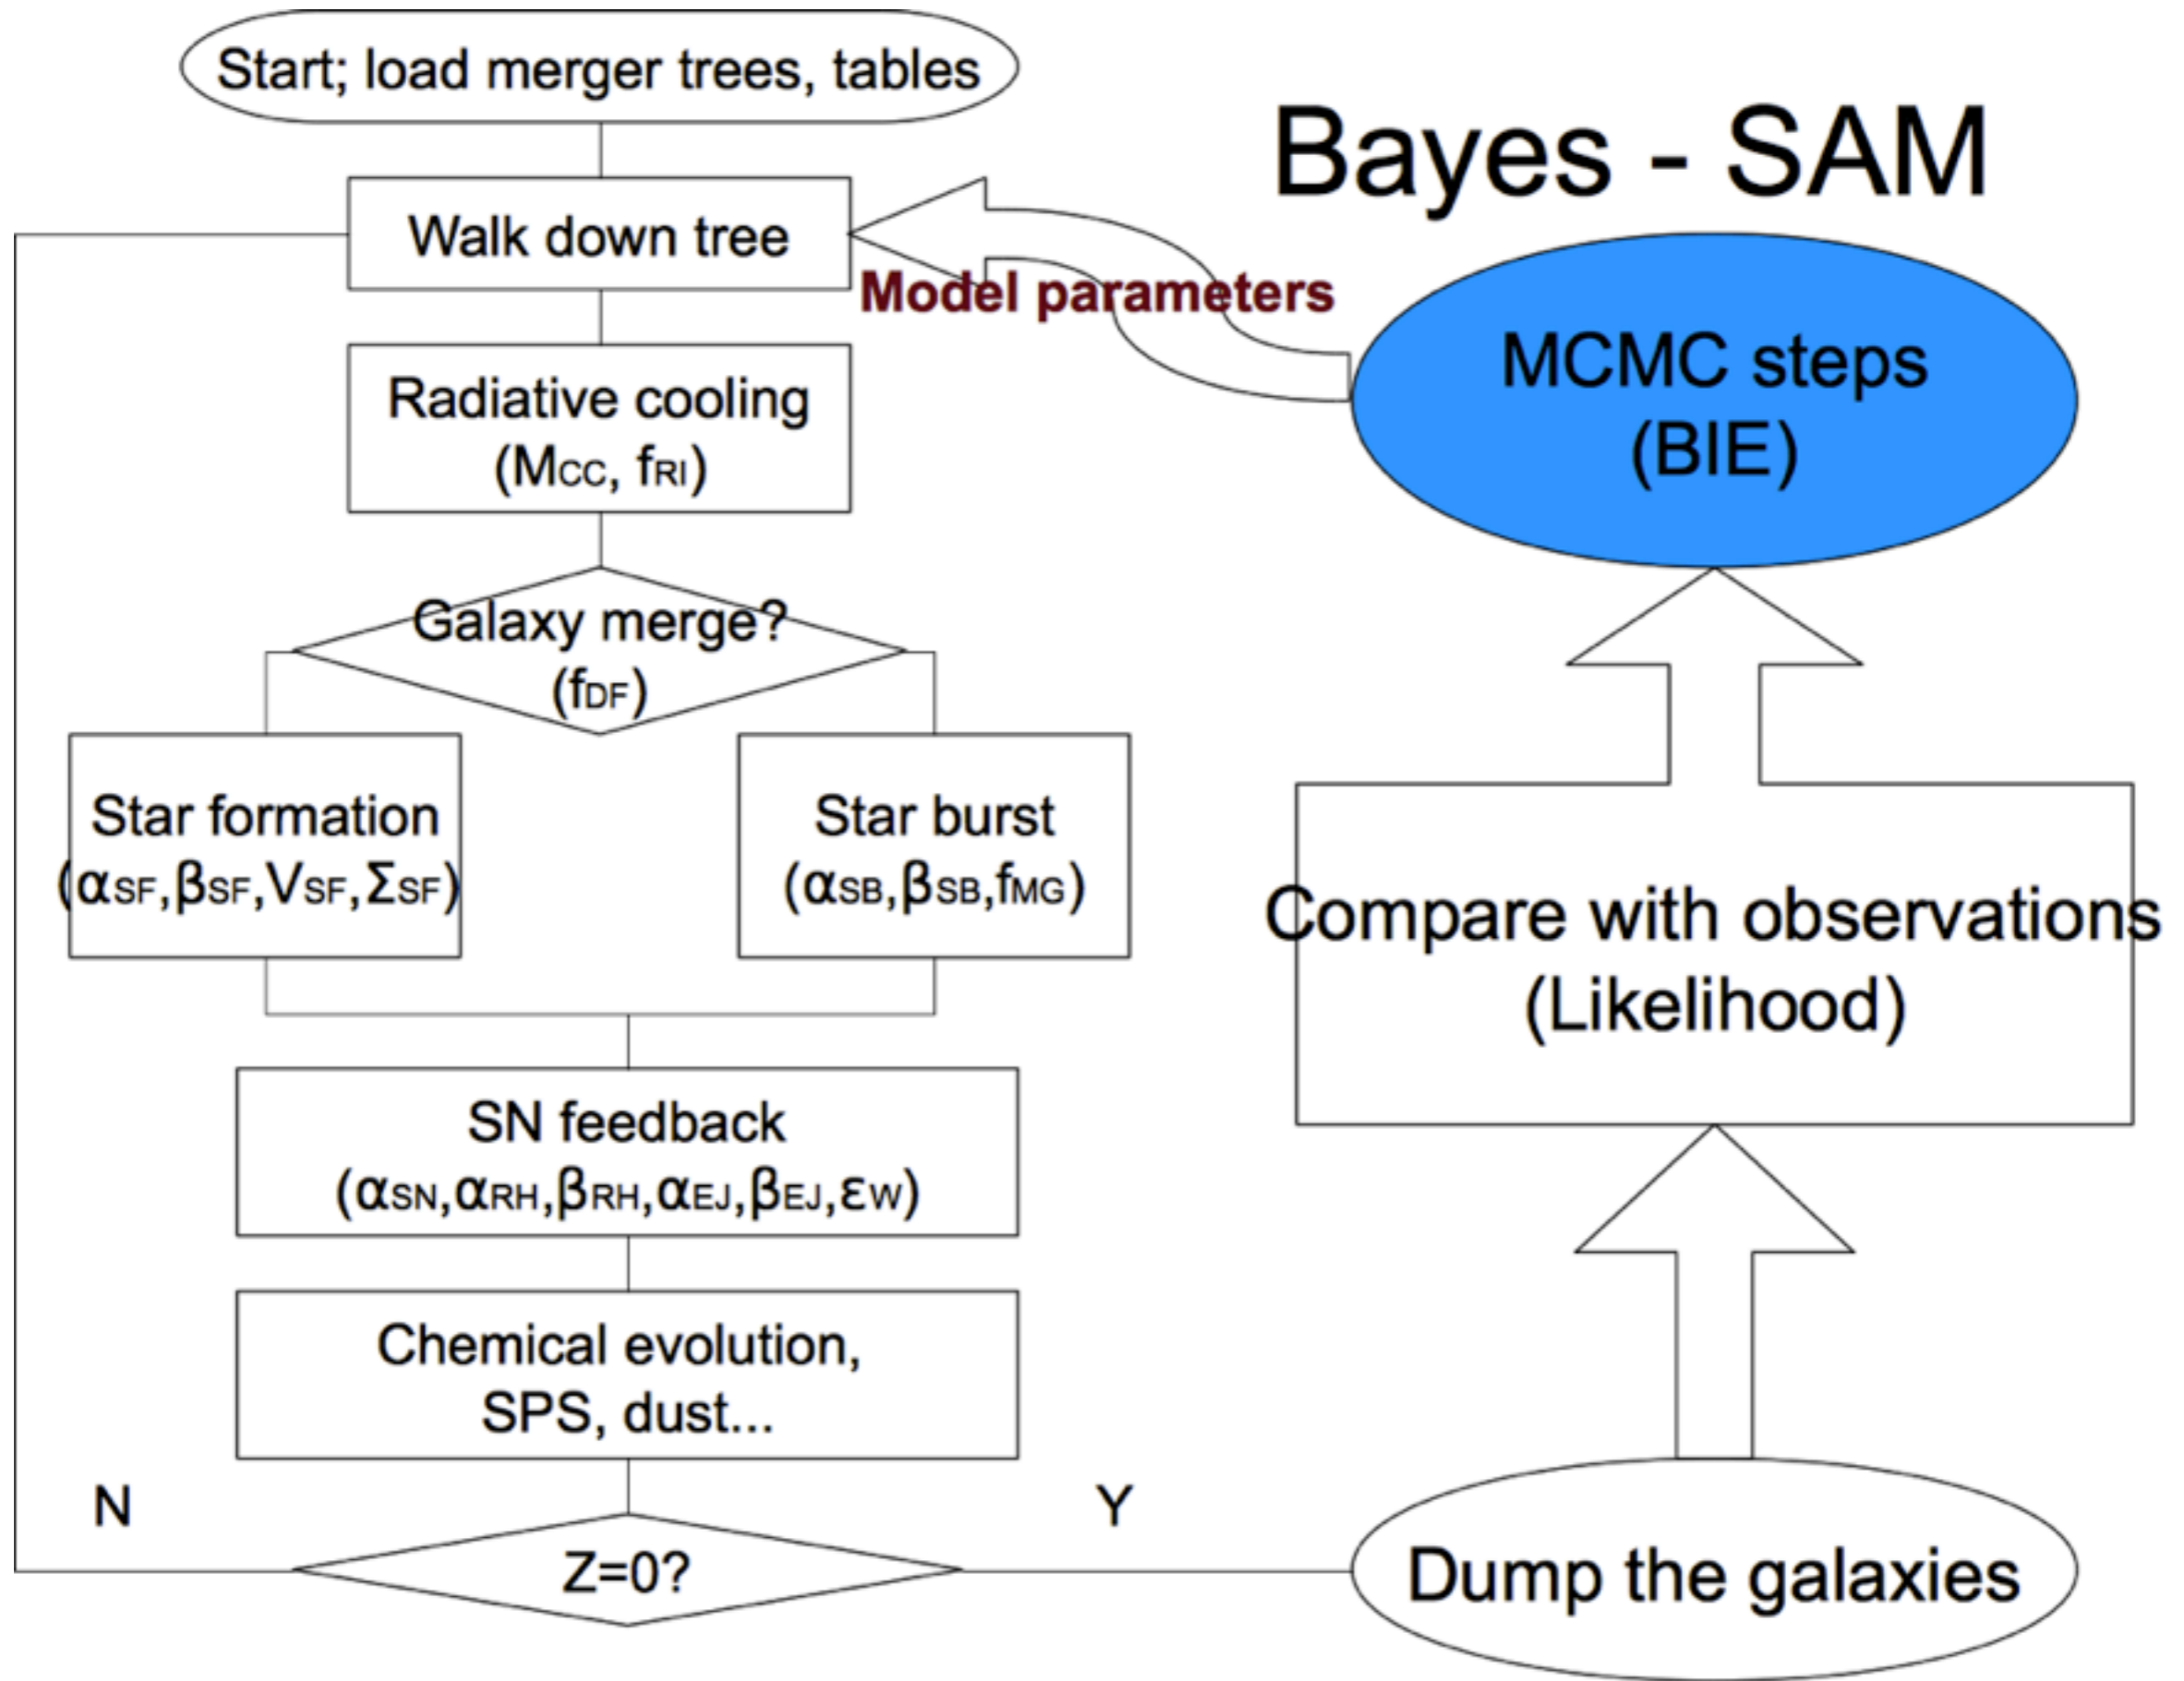 Start; load merger trees, tables
Bayes - SAM
Walk down tree
Model parameters
MCMC steps
(BIE)
Radiative cooling
(MCC, fRI)
Galaxy merge?
(fDF)
Star formation
(αSF,βSF,VSF,ΣSF)
Star burst
(αSB,βSB,fMG)
Compare with observations
(Likelihood)
SN feedback
(αSN,αRH,βRH,αEJ,βEJ,εW)
Chemical evolution,
SPS, dust...
N
Y
Z=0?
Dump the galaxies